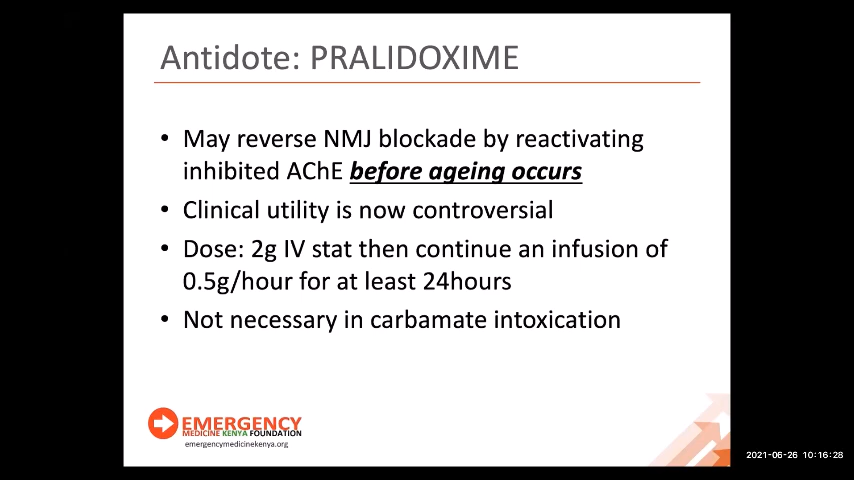 Antidote: PRALIDOXIME
• May reverse NMJ blockade by reactivating
inhibited AChE before ageing occurs
• Clinical utility is now controversial
• Dose: 2g IV stat then continue an infusion of
0.5g/hour for at least 24hours
• Not necessary in carbamate intoxication
EMERGENCY
MEDICINE KENYA FOUNDATION
emergencymedicinekenya.org
2021-06-26 10:16:28